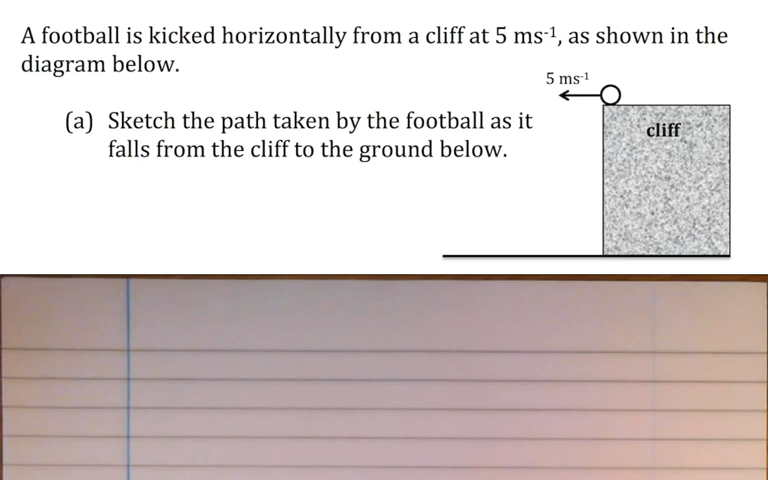 A football is kicked horizontally from a cliff at 5 ms⁻¹, as shown in the
diagram below.
5 ms⁻¹
(a) Sketch the path taken by the football as it
falls from the cliff to the ground below.
cliff